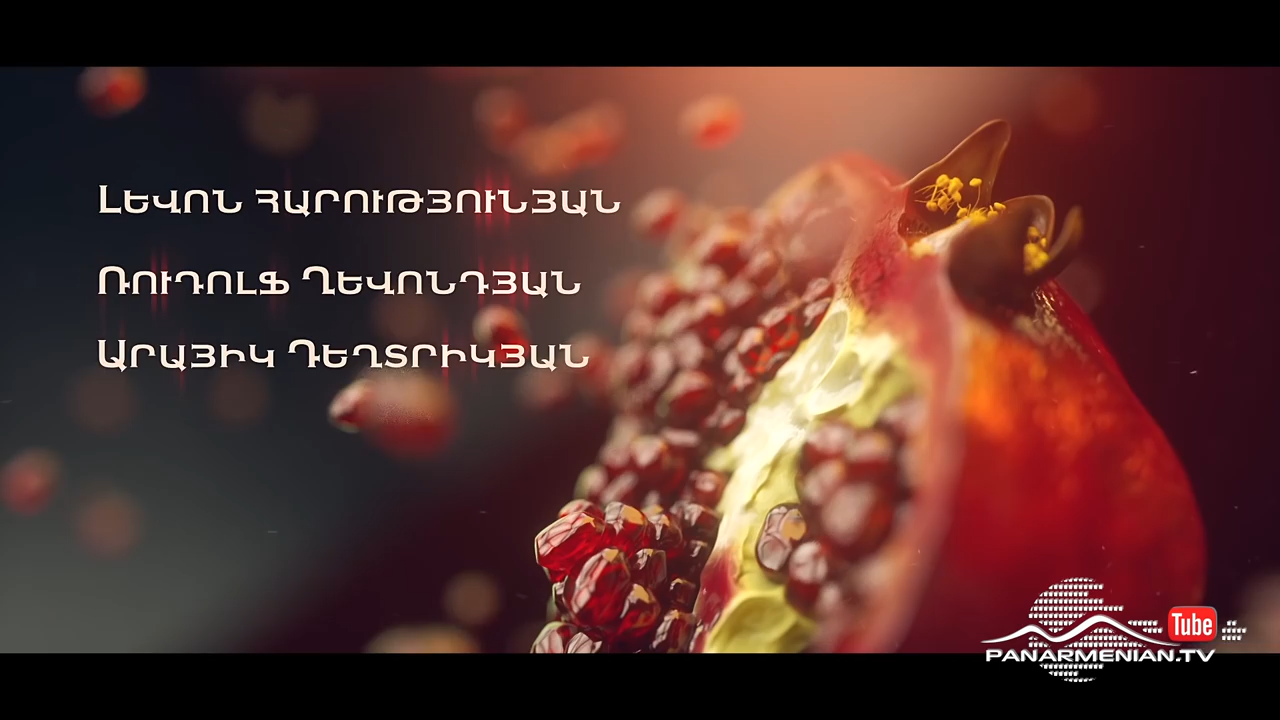 ԼԵՎՈՆ ՀԱՐՈՒԹՅՈՒՆՅԱՆ
ՌՈՒԴՈԼՖ ՂԵՎՈՆԴՅԱՆ
ԱՐԱՅԻԿ ԴԵՂՏՐԻԿՅԱՆ
Tube
PANARMENIAN.TV